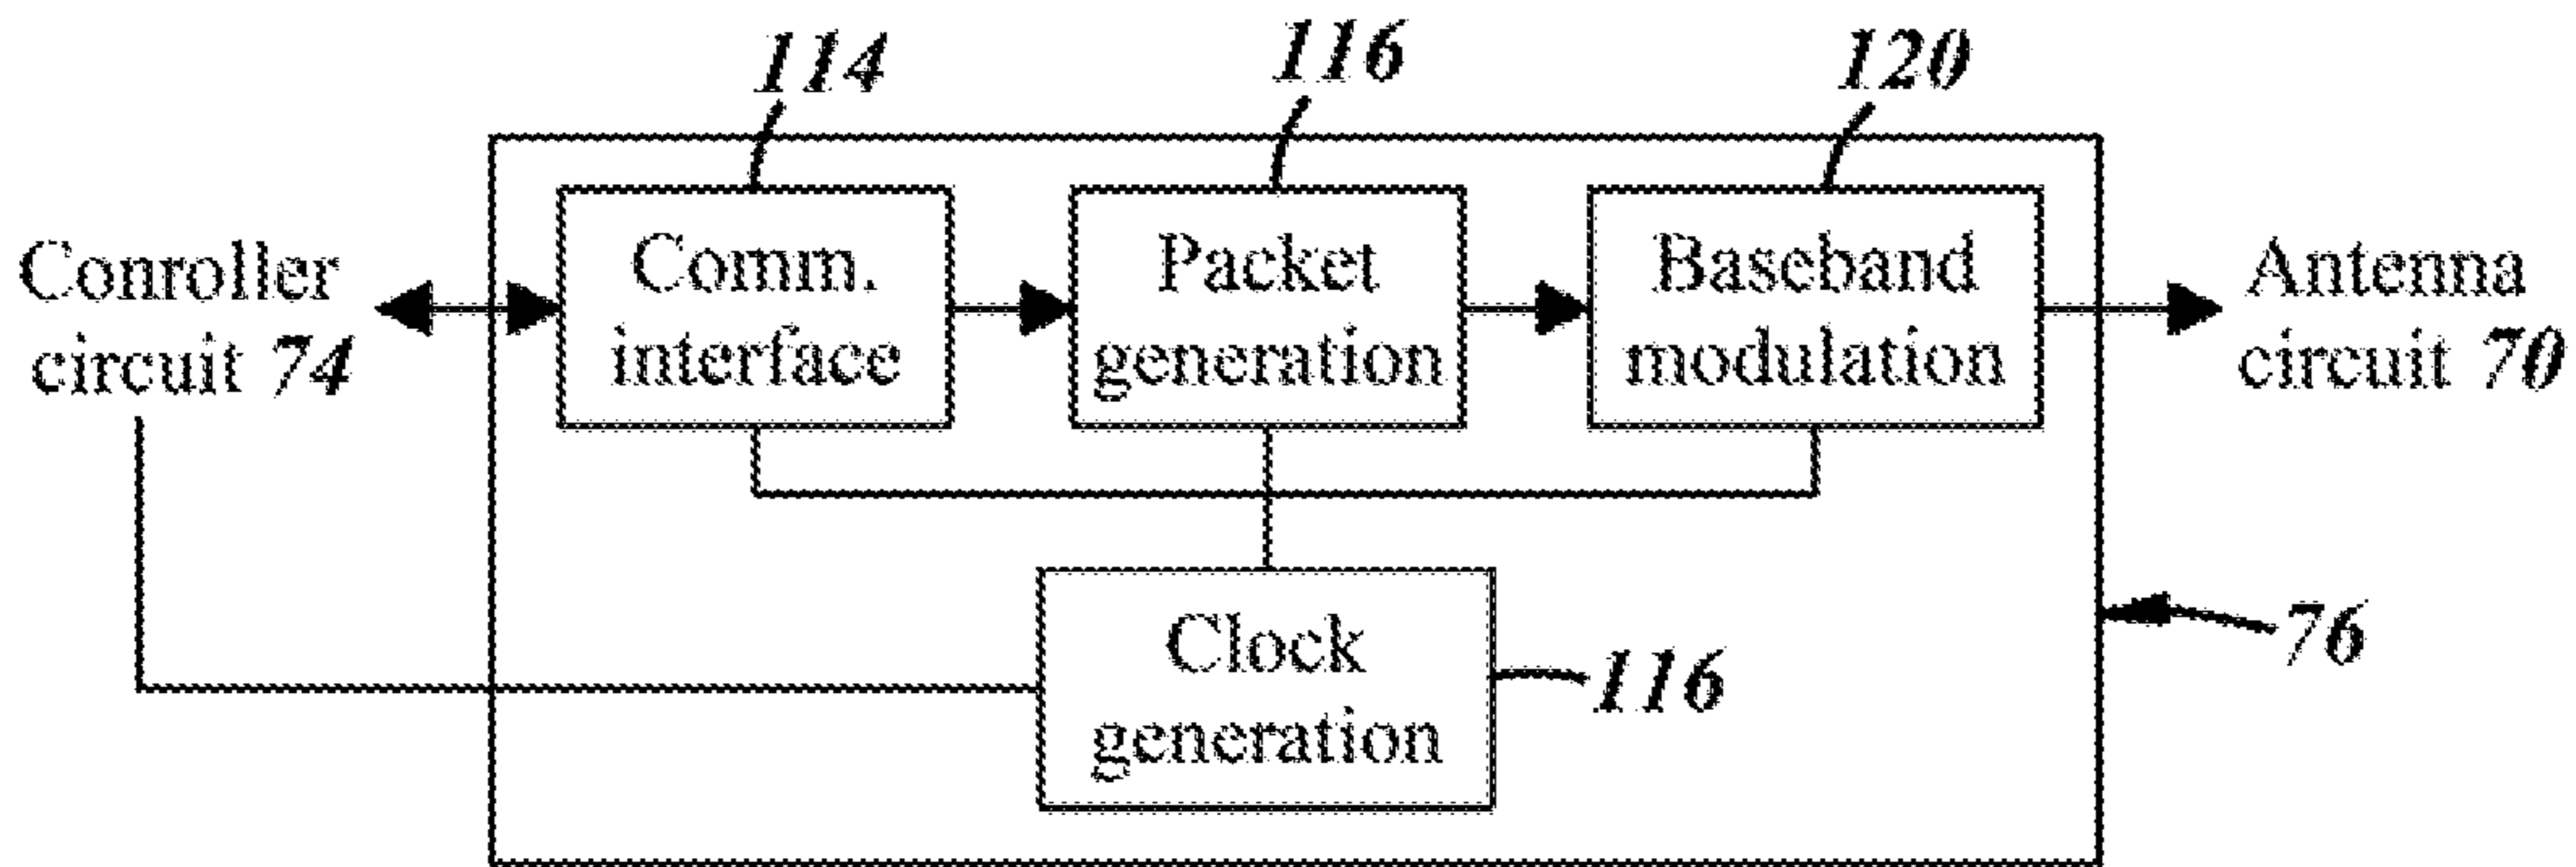 114
116
120
Conroller
circuit 74
Comm.
interface
Packet
generation
Baseband
modulation
Antenna
circuit 70
Clock
generation
116
76